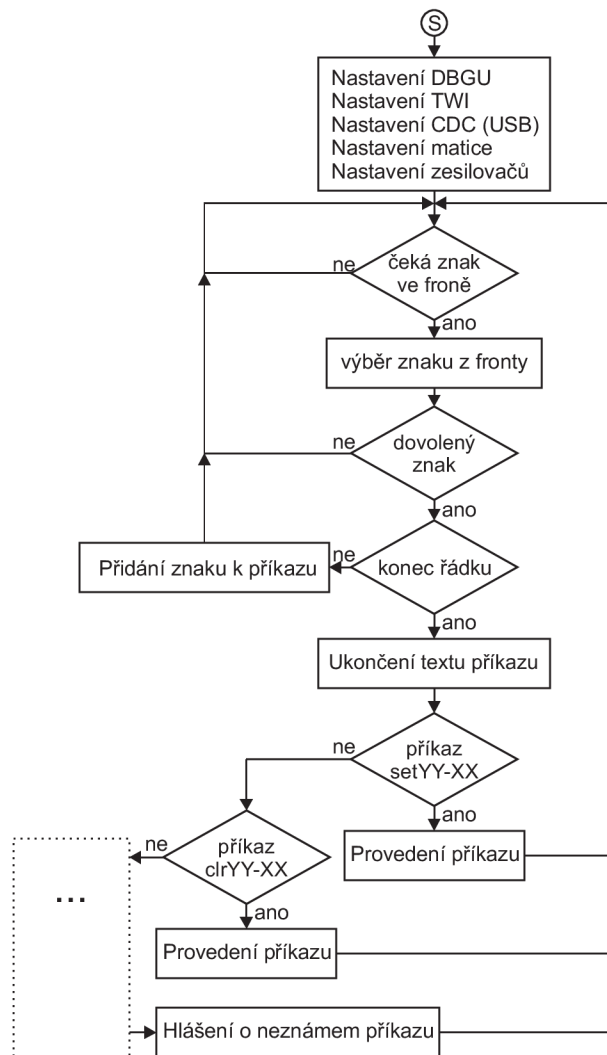 S
Nastavení DBGU
Nastavení TWI
Nastavení CDC (USB)
Nastavení matice
Nastavení zesilovačů
ne
čeká znak
ve froně
ano
výběr znaku z fronty
ne
dovolený
znak
ano
Přidání znaku k příkazu
ne
konec řádku
ano
Ukončení textu příkazu
ne
příkaz
setYY-XX
ano
Provedení příkazu
ne
příkaz
clrYY-XX
ano
...
Provedení příkazu
Hlášení o neznámem příkazu